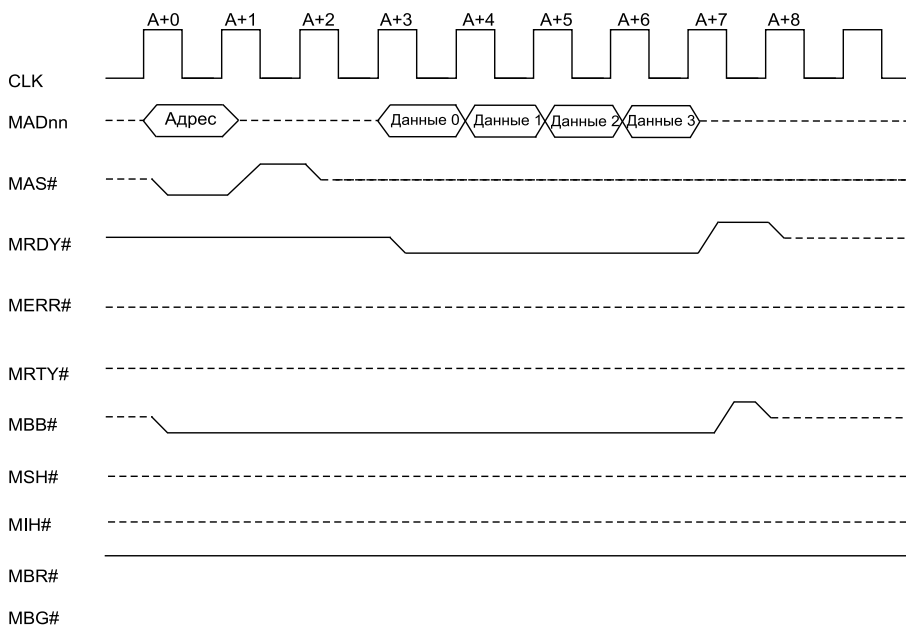 A+0 A+1 A+2 A+3 A+4 A+5 A+6 A+7 A+8
CLK
MADnn Адрес Данные 0 Данные 1 Данные 2 Данные 3
MAS#
MRDY#
MERR#
MRTY#
MBB#
MSH#
MIH#
MBR#
MBG#